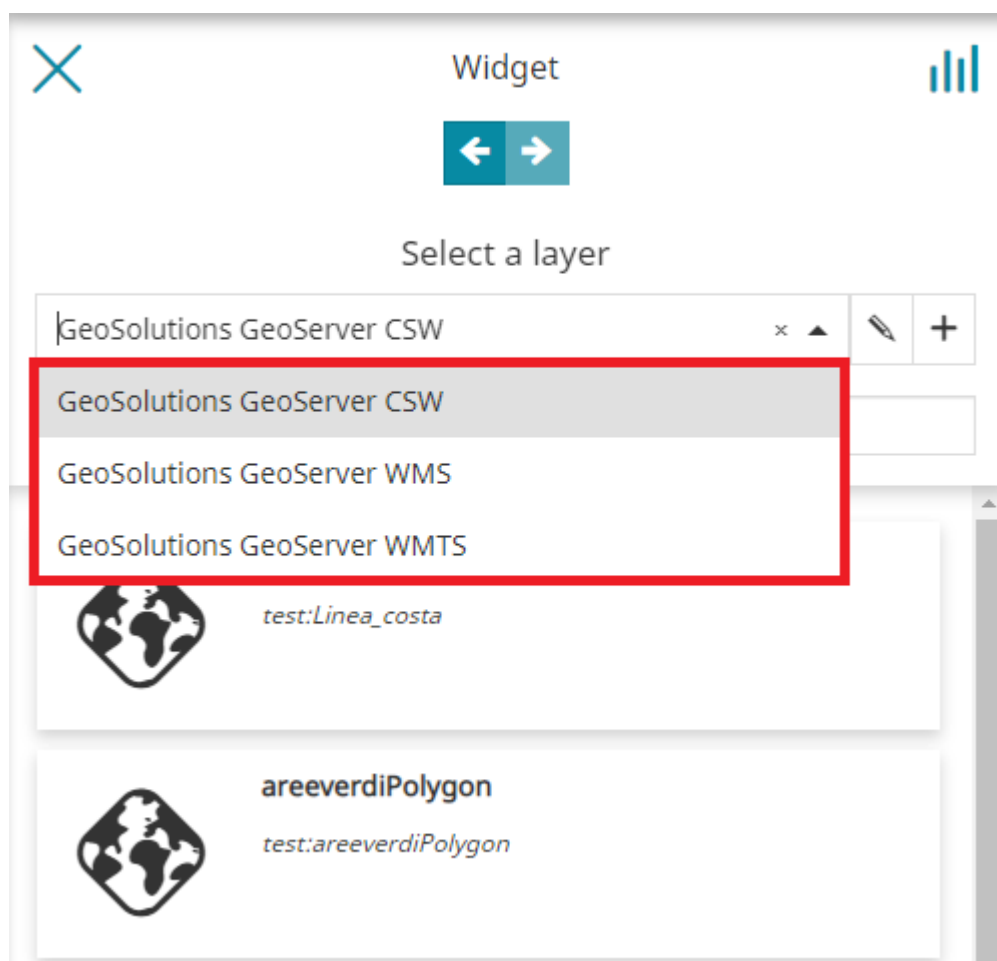 Widget
Select a layer
GeoSolutions GeoServer CSW
GeoSolutions GeoServer CSW
GeoSolutions GeoServer WMS
GeoSolutions GeoServer WMTS
test:Linea_costa
areeverdiPolygon
test:areeverdiPolygon